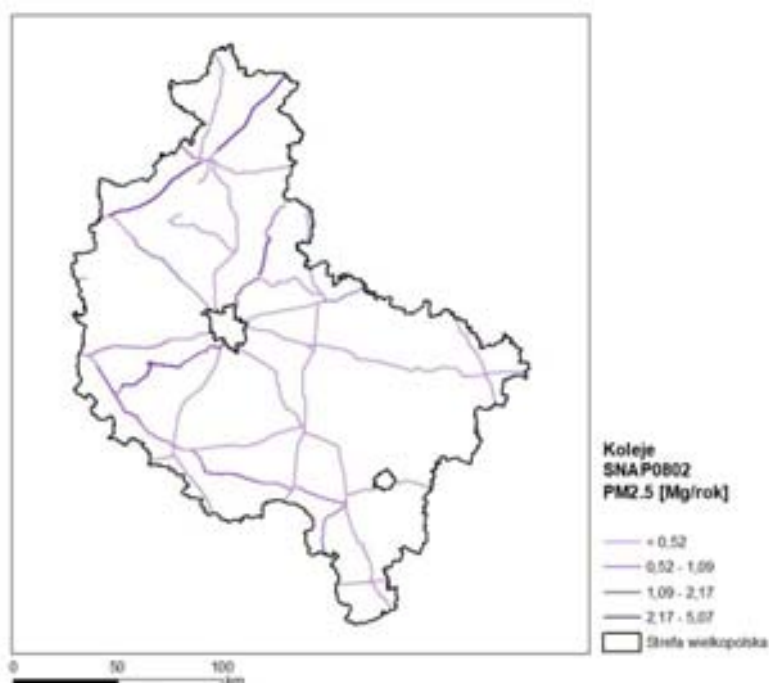 Koleje
SNAP0802
PM2.5 [Mg/rok]
< 0,52
0,52 - 1,09
1,09 - 2,17
2,17 - 5,07
Strefa wielkopolska
0 50 100
km